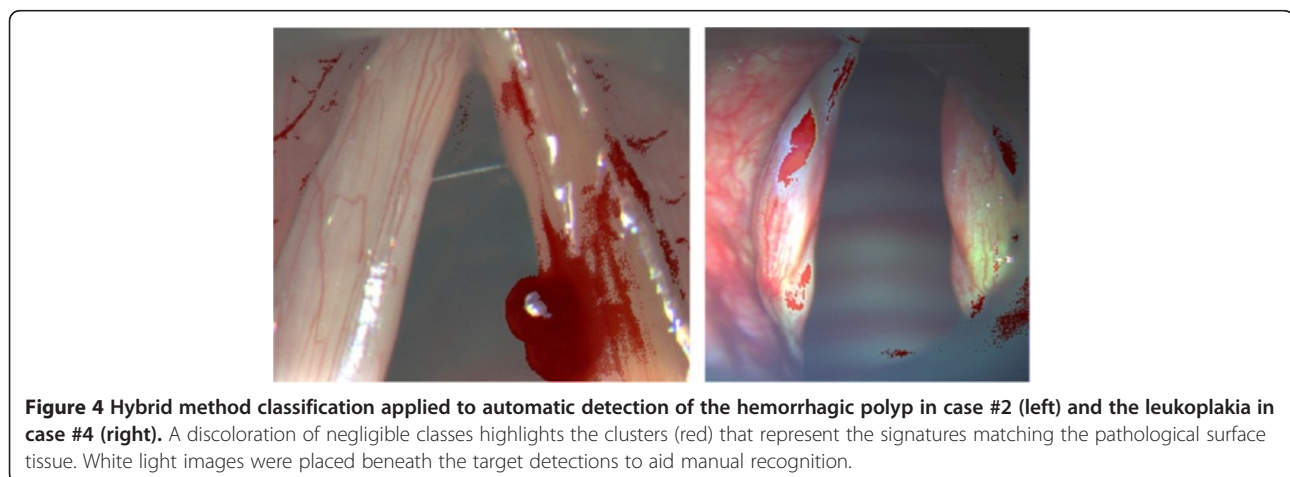 Figure 4 Hybrid method classification applied to automatic detection of the hemorrhagic polyp in case #2 (left) and the leukoplakia in
case #4 (right). A discoloration of negligible classes highlights the clusters (red) that represent the signatures matching the pathological surface
tissue. White light images were placed beneath the target detections to aid manual recognition.